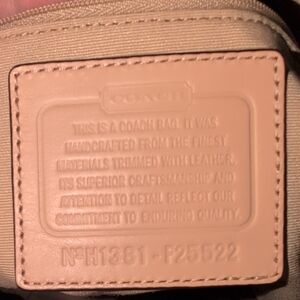 COACH
THIS IS A COACH BAG. IT WAS
HANDCRAFTED FROM THE FINEST
MATERIALS TRIMMED WITH LEATHER.
ITS SUPERIOR CRAFTSMANSHIP AND
ATTENTION TO DETAIL REFLECT OUR
COMMITMENT TO ENDURING QUALITY.
NºH1381-F25522